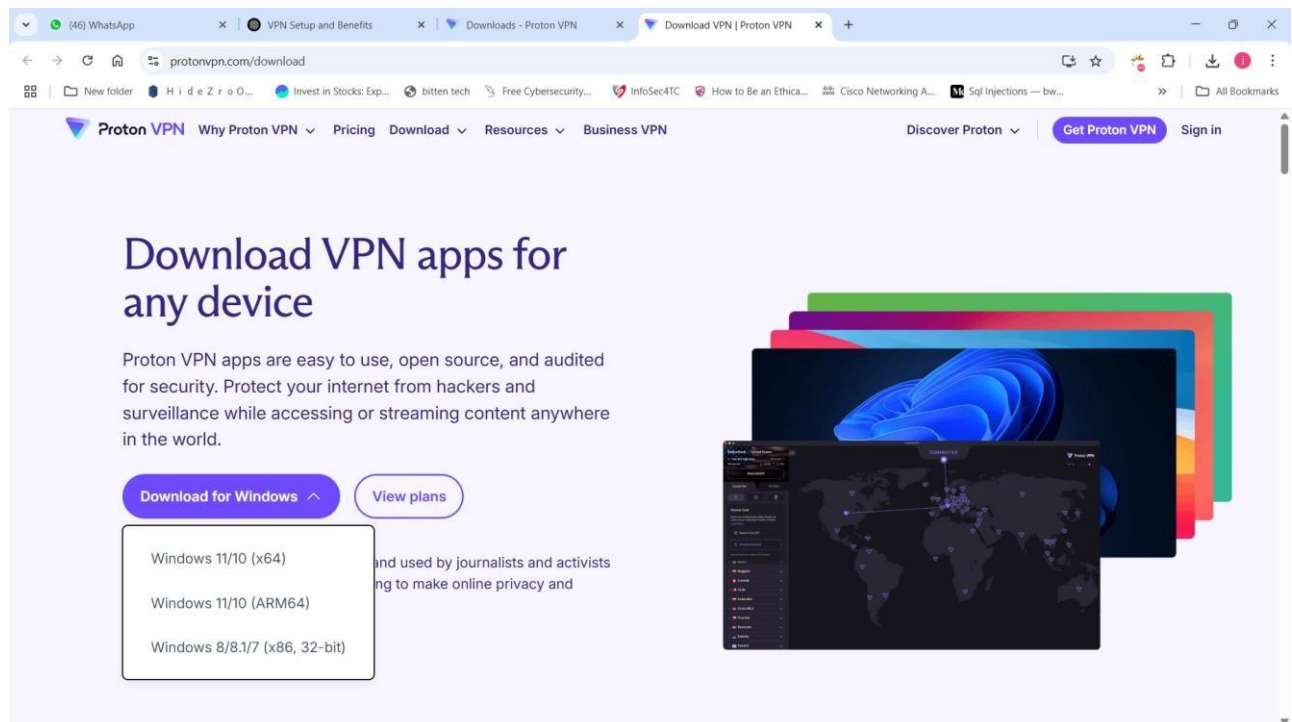 (46) WhatsApp
VPN Setup and Benefits
Downloads - Proton VPN
Download VPN | Proton VPN
protonvpn.com/download
New folder
H i d e Z r o O...
Invest in Stocks: Exp...
bitten tech
Free Cybersecurity...
InfoSec4TC
How to Be an Ethica...
Cisco Networking A...
Sql Injections — bw...
All Bookmarks
Proton VPN
Why Proton VPN
Pricing
Download
Resources
Business VPN
Discover Proton
Get Proton VPN
Sign in
Download VPN apps for
any device
Proton VPN apps are easy to use, open source, and audited
for security. Protect your internet from hackers and
surveillance while accessing or streaming content anywhere
in the world.
Download for Windows
View plans
Windows 11/10 (x64)
and used by journalists and activists
ng to make online privacy and
Windows 11/10 (ARM64)
Windows 8/8.1/7 (x86, 32-bit)
CONNECTED
Proton VPN